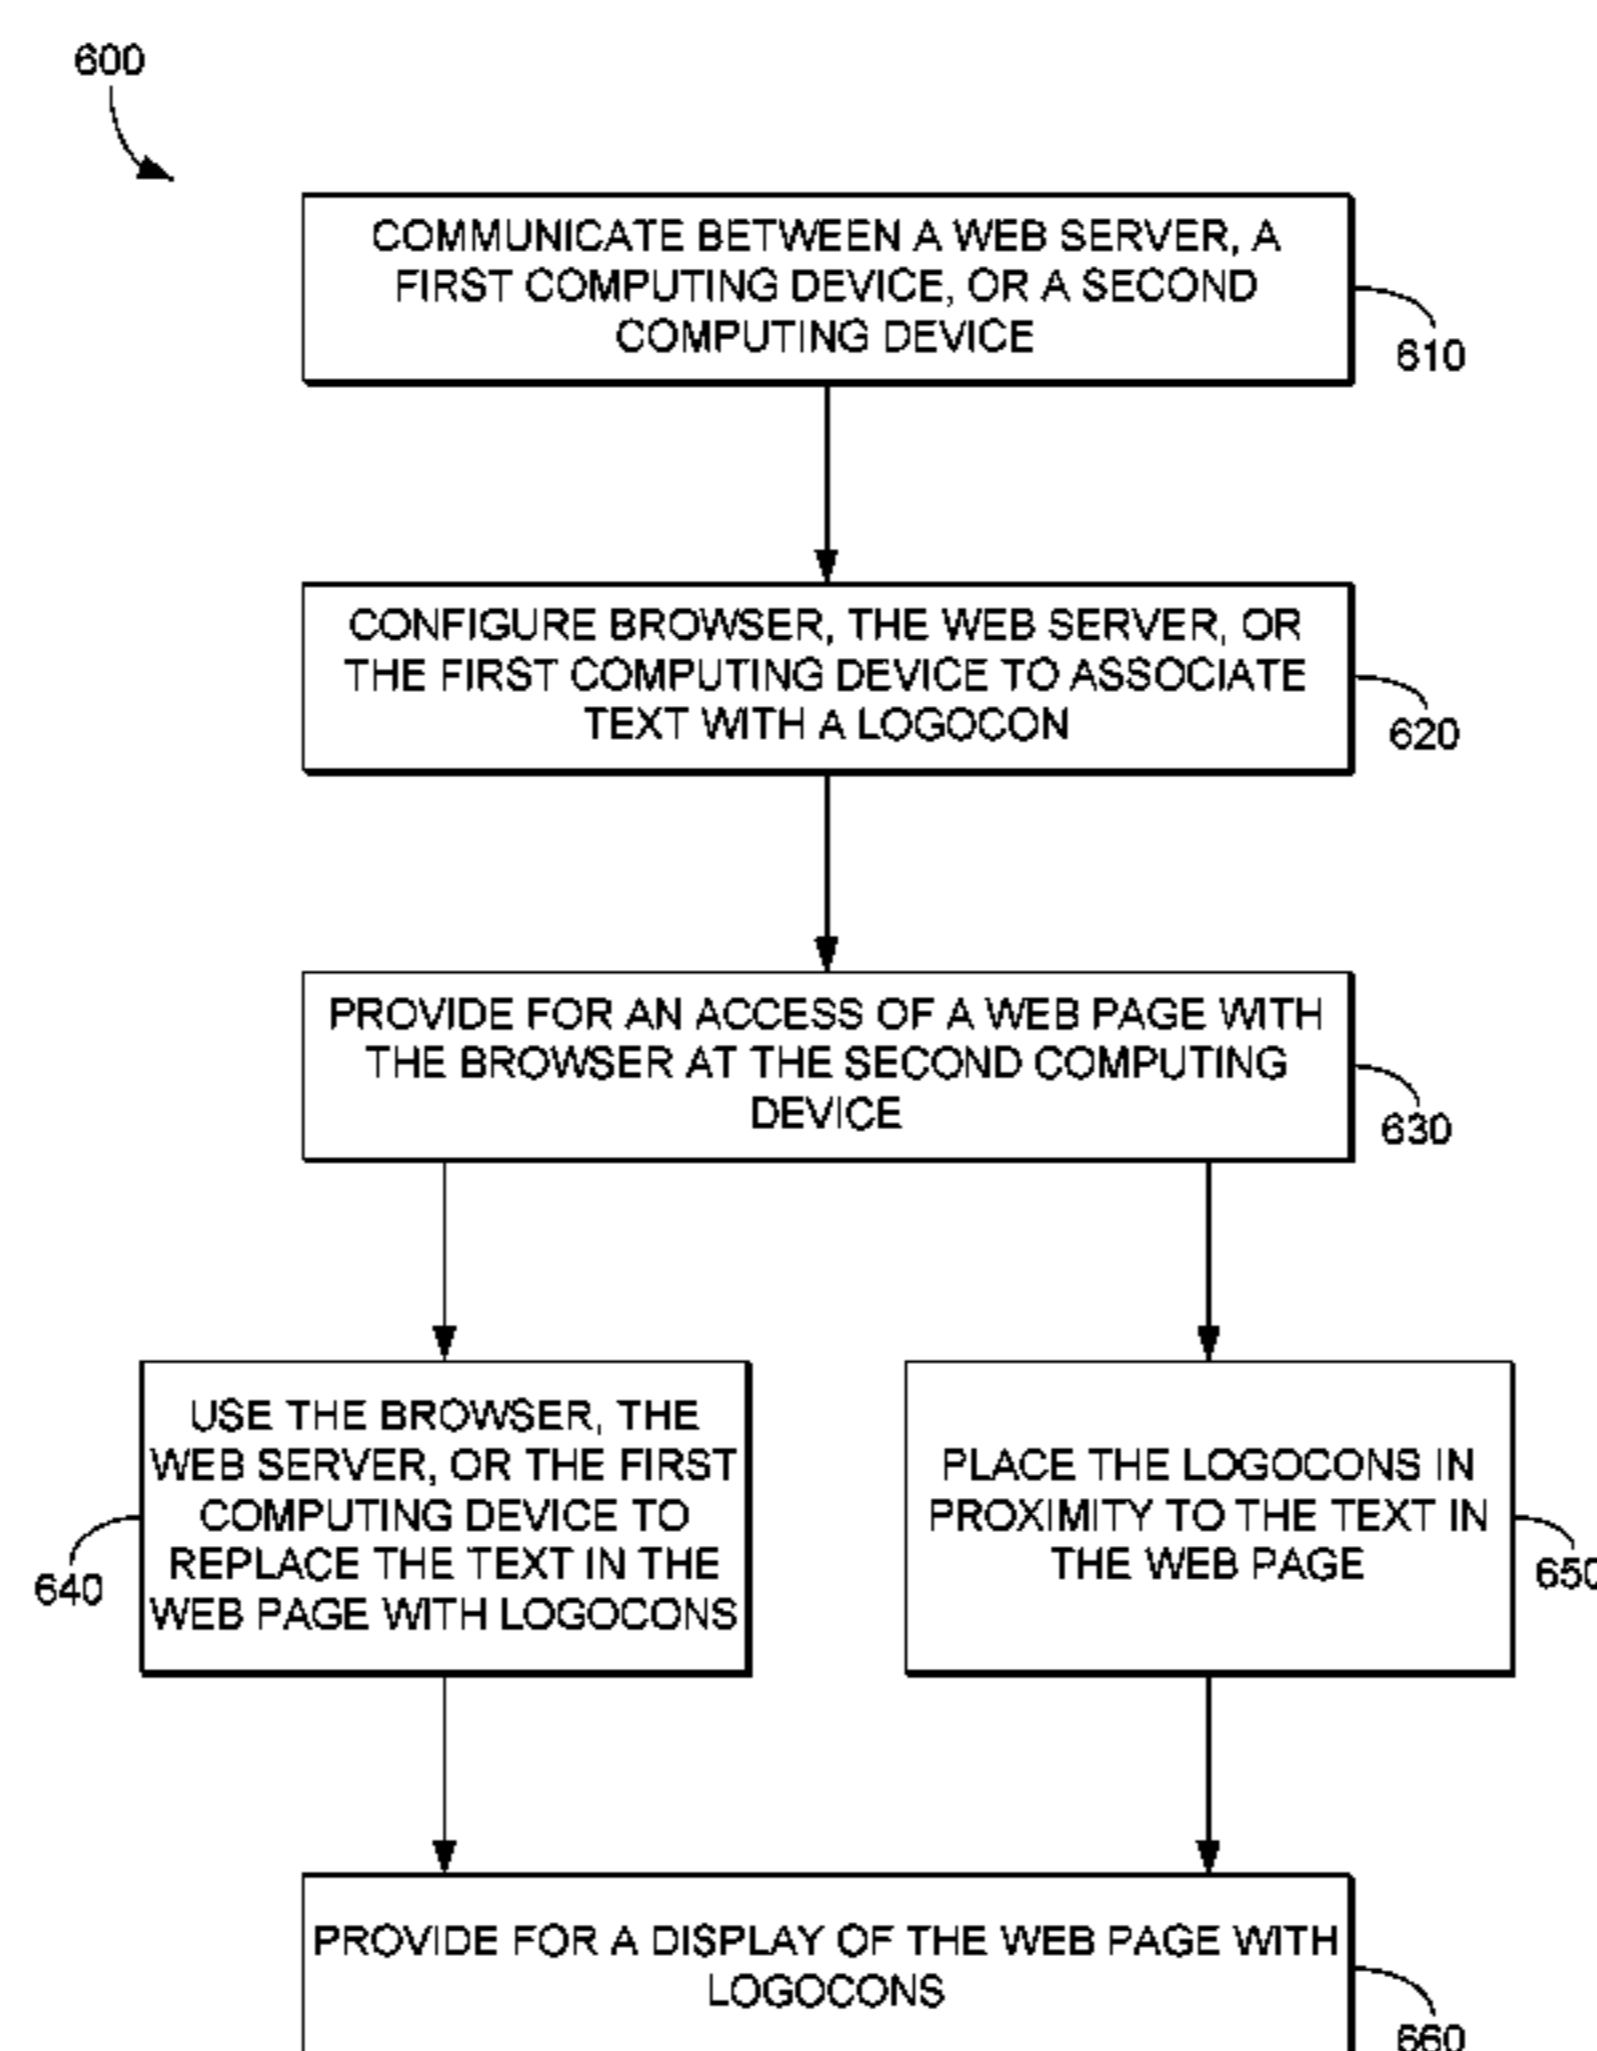 600
COMMUNICATE BETWEEN A WEB SERVER, A
FIRST COMPUTING DEVICE, OR A SECOND
COMPUTING DEVICE
610
CONFIGURE BROWSER, THE WEB SERVER, OR
THE FIRST COMPUTING DEVICE TO ASSOCIATE
TEXT WITH A LOGOCON
620
PROVIDE FOR AN ACCESS OF A WEB PAGE WITH
THE BROWSER AT THE SECOND COMPUTING
DEVICE
630
USE THE BROWSER, THE
WEB SERVER, OR THE FIRST
COMPUTING DEVICE TO
REPLACE THE TEXT IN THE
WEB PAGE WITH LOGOCONS
640
PLACE THE LOGOCONS IN
PROXIMITY TO THE TEXT IN
THE WEB PAGE
650
PROVIDE FOR A DISPLAY OF THE WEB PAGE WITH
LOGOCONS
660